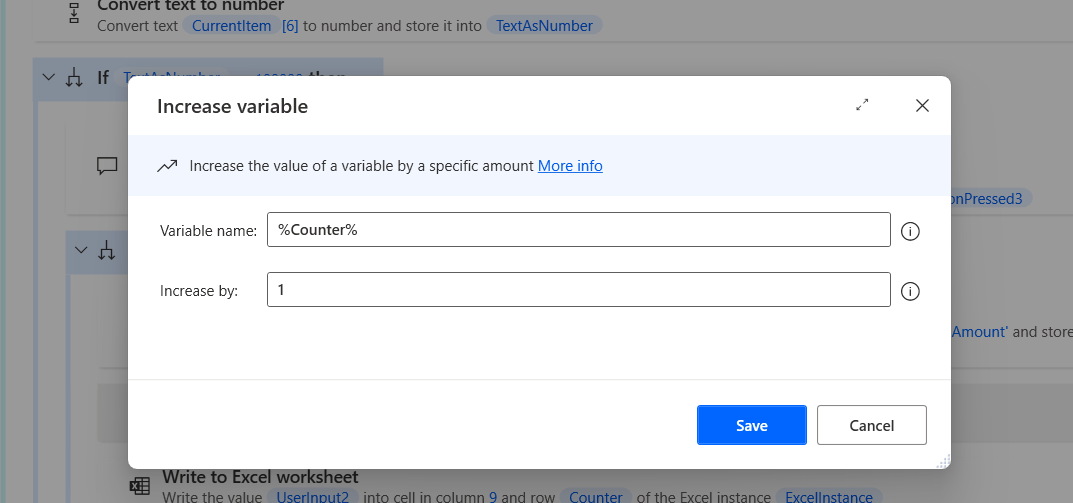 Convert text to number
Convert text CurrentItem [6] to number and store it into TextAsNumber
If TextAsNumber 100000 then
Increase variable
Increase the value of a variable by a specific amount More info
onPressed3
Variable name: %Counter%
Increase by: 1
Amount' and store
Save Cancel
Write to Excel worksheet
Write the value UserInput2 into cell in column 9 and row Counter of the Excel instance ExcelInstance